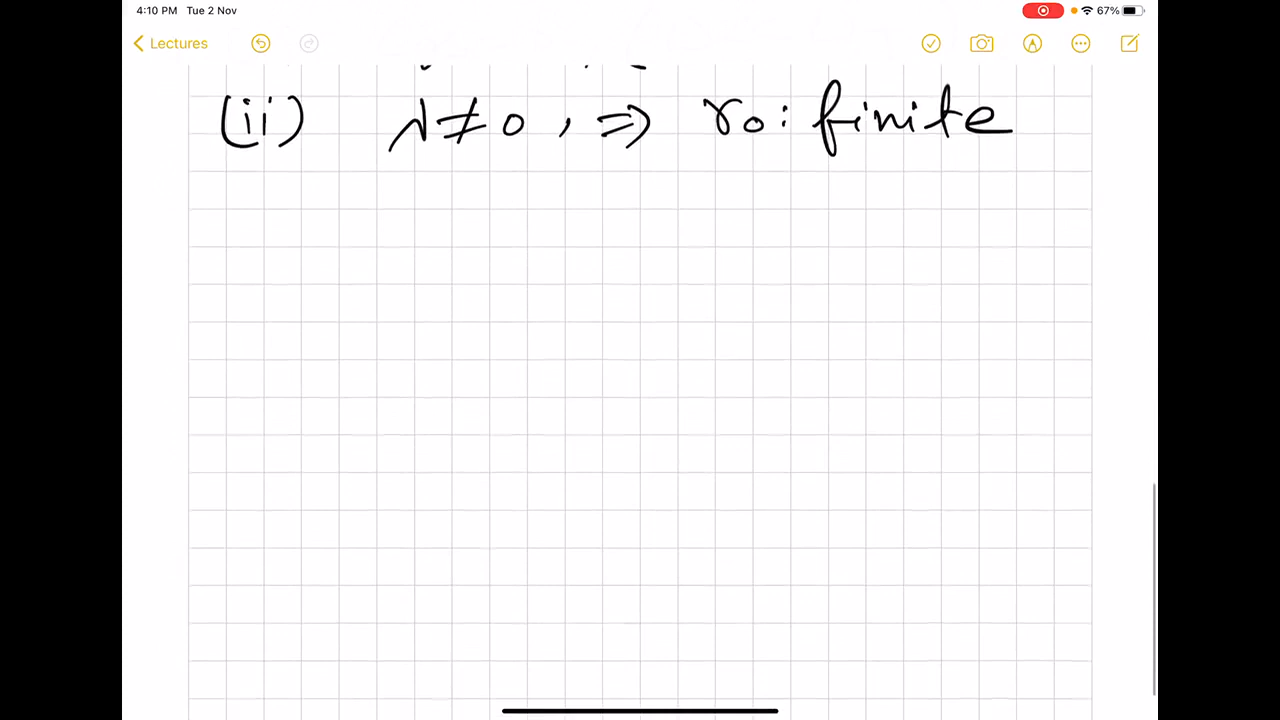 4:10 PM Tue 2 Nov 67%
Lectures
(ii) λ ≠ 0 , ⇒ r₀ : finite